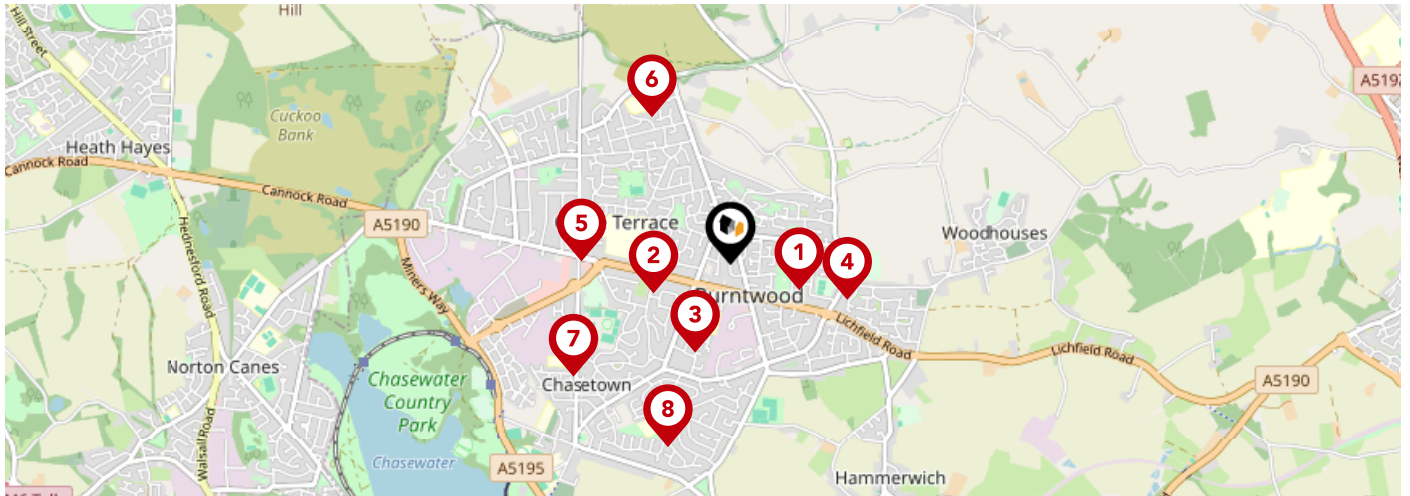 Hill
Hill Street
A519
6
Cuckoo
Bank
Heath Hayes
Cannock Road
Cannock Road
A5190
5
Terrace
2
1
4
Woodhouses
Hednesford Road
Miners Way
Burntwood
3
Lichfield Road
Lichfield Road
7
Norton Canes
Chasewater
Country
Park
Chasetown
A5190
8
Walsall Road
Chasewater
A5195
Hammerwich